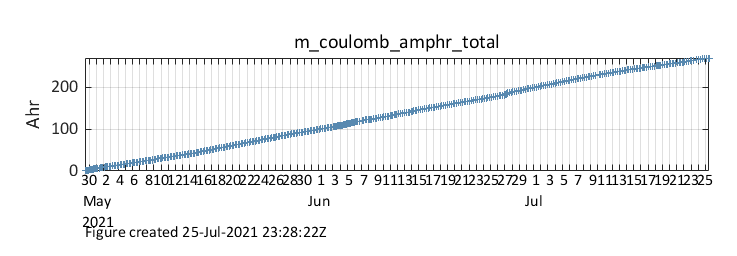 m_coulomb_amphr_total
Ahr
200
100
0
30 2 4 6 8 10 12 14 16 18 20 22 24 26 28 30 1 3 5 7 9 11 13 15 17 19 21 23 25 27 29 1 3 5 7 9 11 13 15 17 19 21 23 25
May Jun Jul
2021
Figure created 25-Jul-2021 23:28:22Z